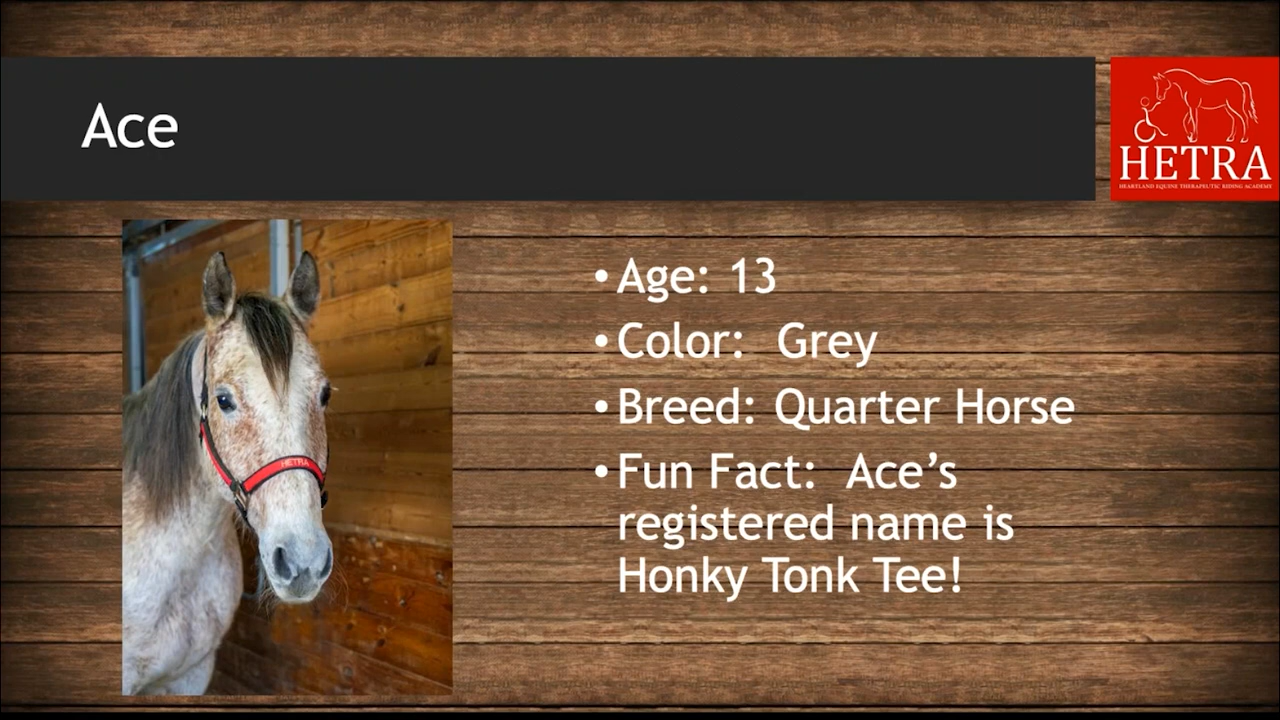 Ace
HETRA
HEARTLAND EQUINE THERAPEUTIC RIDING ACADEMY
HETRA
• Age: 13
• Color:  Grey
• Breed: Quarter Horse
• Fun Fact:  Ace’s
registered name is
Honky Tonk Tee!